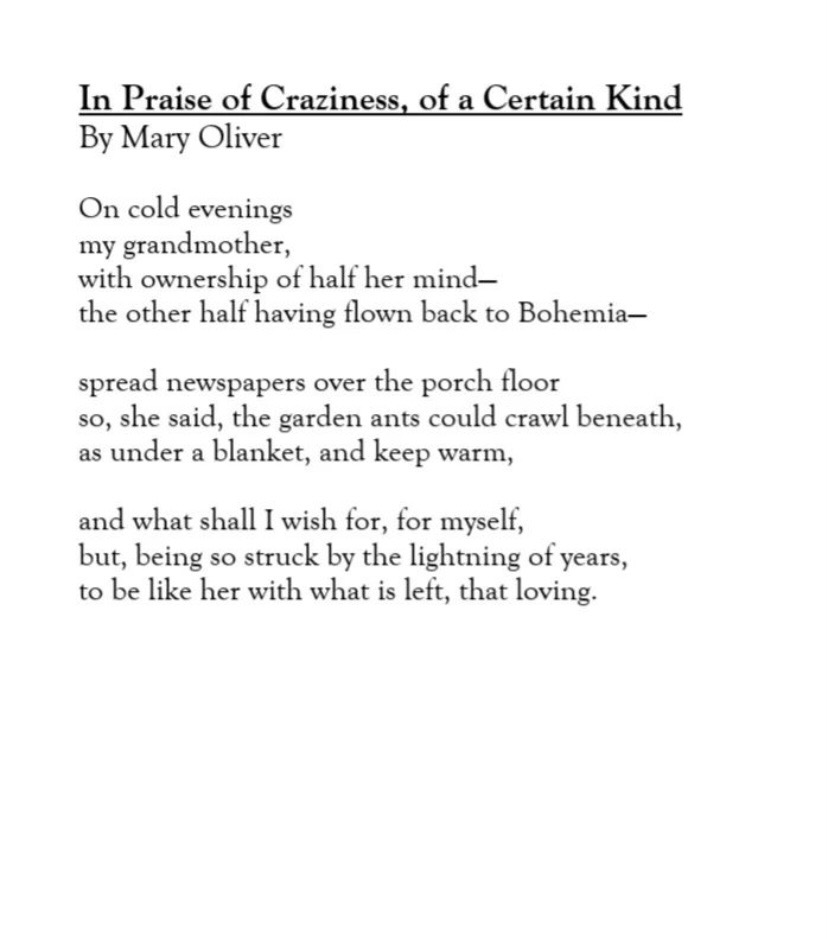 In Praise of Craziness, of a Certain Kind
By Mary Oliver
On cold evenings
my grandmother,
with ownership of half her mind—
the other half having flown back to Bohemia—
spread newspapers over the porch floor
so, she said, the garden ants could crawl beneath,
as under a blanket, and keep warm,
and what shall I wish for, for myself,
but, being so struck by the lightning of years,
to be like her with what is left, that loving.